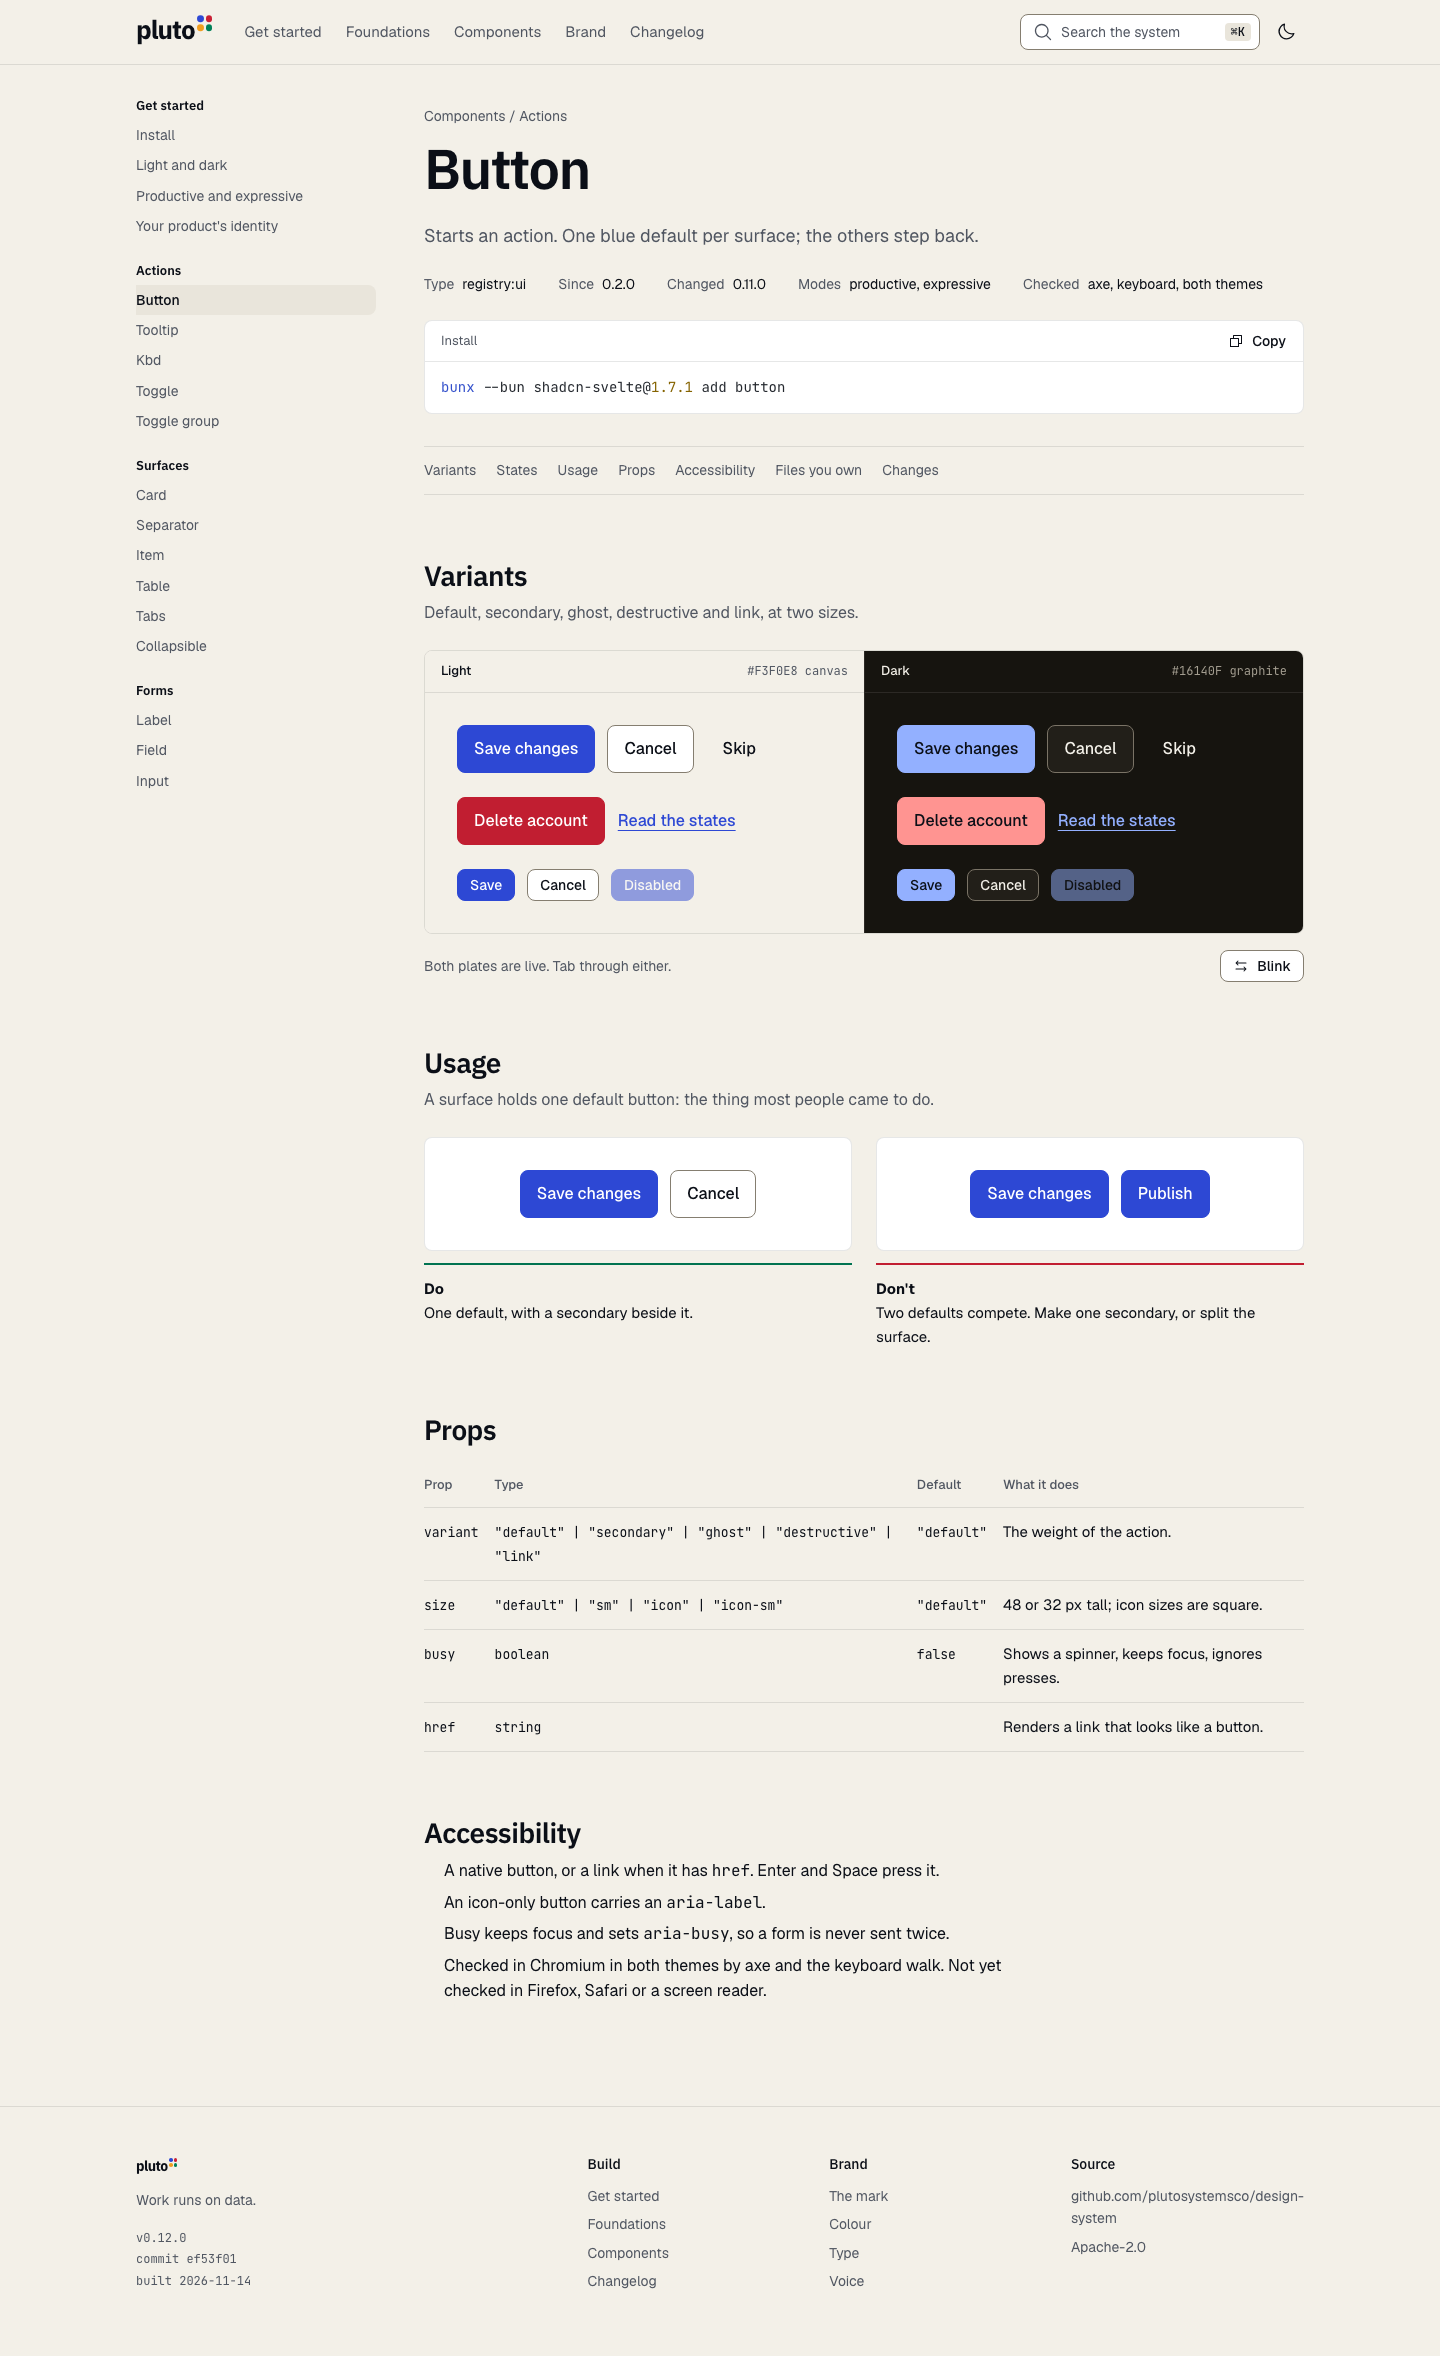 pluto
Get started
Foundations
Components
Brand
Changelog
Search the system
⌘K
Get started
Install
Light and dark
Productive and expressive
Your product's identity
Actions
Button
Tooltip
Kbd
Toggle
Toggle group
Surfaces
Card
Separator
Item
Table
Tabs
Collapsible
Forms
Label
Field
Input
Components / Actions
Button
Starts an action. One blue default per surface; the others step back.
Type registry:ui
Since 0.2.0
Changed 0.11.0
Modes productive, expressive
Checked axe, keyboard, both themes
Install
Copy
bunx --bun shadcn-svelte@1.7.1 add button
Variants
States
Usage
Props
Accessibility
Files you own
Changes
Variants
Default, secondary, ghost, destructive and link, at two sizes.
Light
#F3F0E8 canvas
Save changes
Cancel
Skip
Delete account
Read the states
Save
Cancel
Disabled
Dark
#16140F graphite
Save changes
Cancel
Skip
Delete account
Read the states
Save
Cancel
Disabled
Both plates are live. Tab through either.
Blink
Usage
A surface holds one default button: the thing most people came to do.
Save changes
Cancel
Do
One default, with a secondary beside it.
Save changes
Publish
Don't
Two defaults compete. Make one secondary, or split the
surface.
Props
Prop
Type
Default
What it does
variant
"default" | "secondary" | "ghost" | "destructive" |
"link"
"default"
The weight of the action.
size
"default" | "sm" | "icon" | "icon-sm"
"default"
48 or 32 px tall; icon sizes are square.
busy
boolean
false
Shows a spinner, keeps focus, ignores
presses.
href
string
Renders a link that looks like a button.
Accessibility
A native button, or a link when it has href. Enter and Space press it.
An icon-only button carries an aria-label.
Busy keeps focus and sets aria-busy, so a form is never sent twice.
Checked in Chromium in both themes by axe and the keyboard walk. Not yet
checked in Firefox, Safari or a screen reader.
pluto
Work runs on data.
v0.12.0
commit ef53f01
built 2026-11-14
Build
Get started
Foundations
Components
Changelog
Brand
The mark
Colour
Type
Voice
Source
github.com/plutosystemsco/design-
system
Apache-2.0